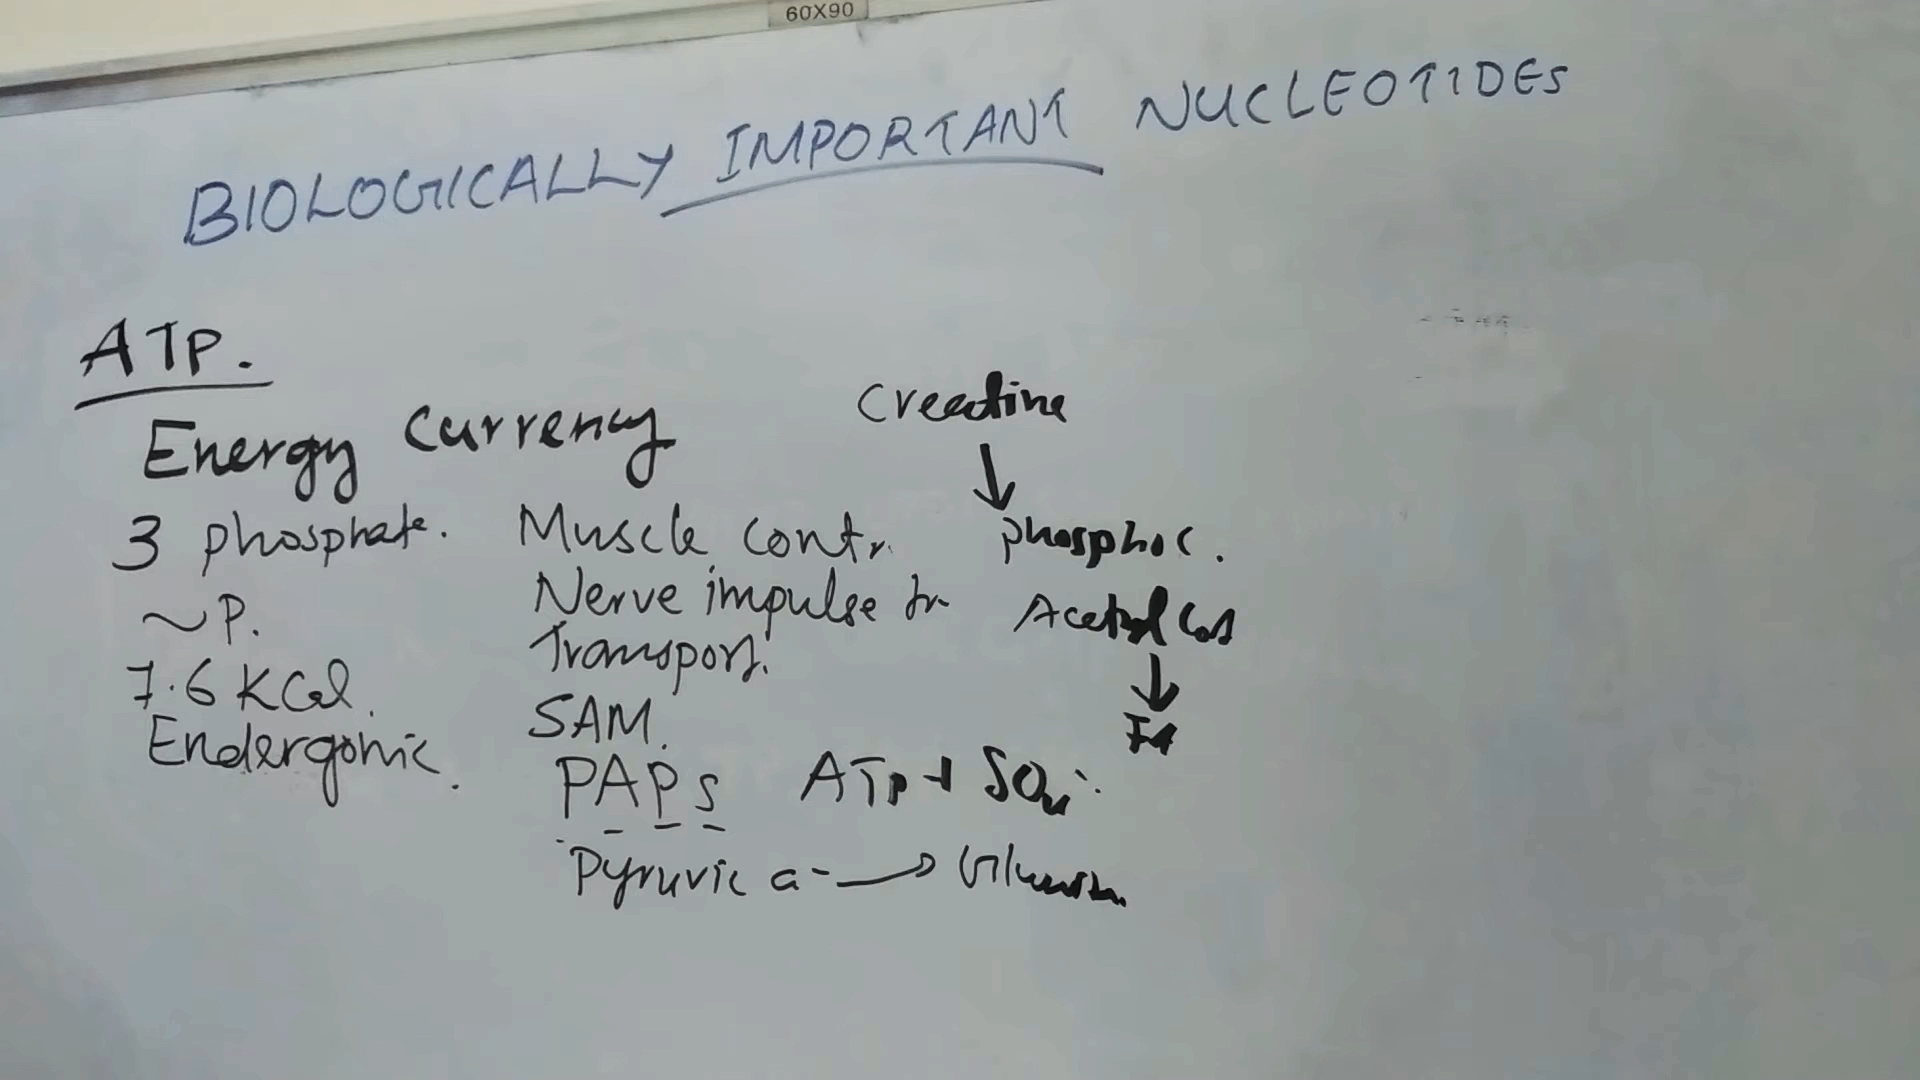 60X90
BIOLOGICALLY IMPORTANT NUCLEOTIDES
ATP.
Energy Currency
3 phosphate.
~P.
7.6 KCal.
Endergonic.
Muscle contr.
Nerve impulse tr
Transport.
SAM.
PAPS
ATP + SO4
Pyruvic a- → Glucose
Creatine
↓
phosphoc.
Acetyl CoA
↓
FA